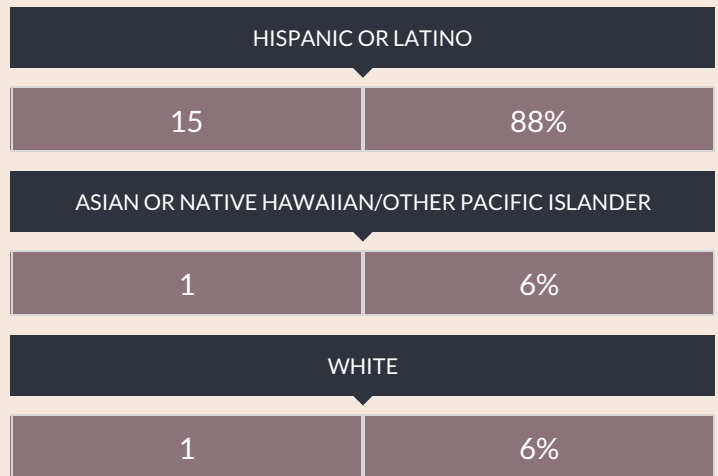 HISPANIC OR LATINO
15 88%
ASIAN OR NATIVE HAWAIIAN/OTHER PACIFIC ISLANDER
1 6%
WHITE
1 6%